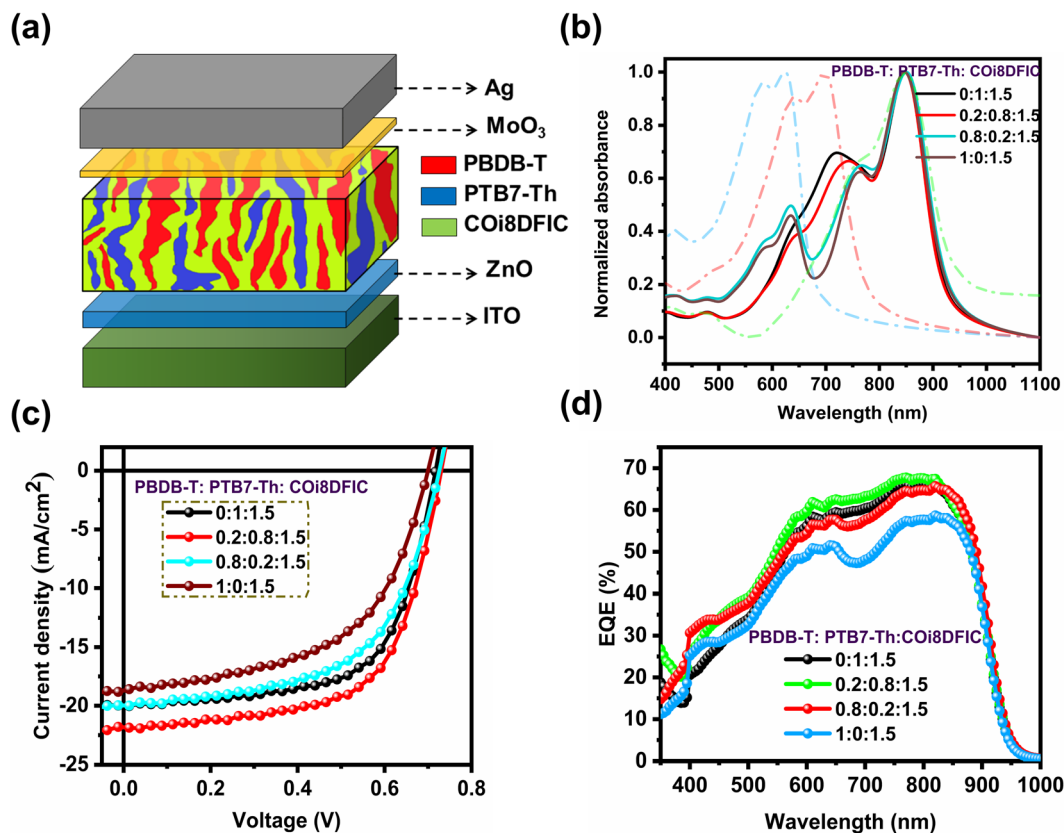 (a)
Ag
MoO3
PBDB-T
PTB7-Th
COi8DFIC
ZnO
ITO
(b)
PBDB-T: PTB7-Th: COi8DFIC
0:1:1.5
0.2:0.8:1.5
0.8:0.2:1.5
1:0:1.5
Normalized absorbance
1.0
0.8
0.6
0.4
0.2
0.0
400 500 600 700 800 900 1000 1100
Wavelength (nm)
(c)
PBDB-T: PTB7-Th: COi8DFIC
0:1:1.5
0.2:0.8:1.5
0.8:0.2:1.5
1:0:1.5
Current density (mA/cm2)
0
-5
-10
-15
-20
-25
0.0 0.2 0.4 0.6 0.8
Voltage (V)
(d)
EQE (%)
70
60
50
40
30
20
10
0
PBDB-T: PTB7-Th:COi8DFIC
0:1:1.5
0.2:0.8:1.5
0.8:0.2:1.5
1:0:1.5
400 500 600 700 800 900 1000
Wavelength (nm)